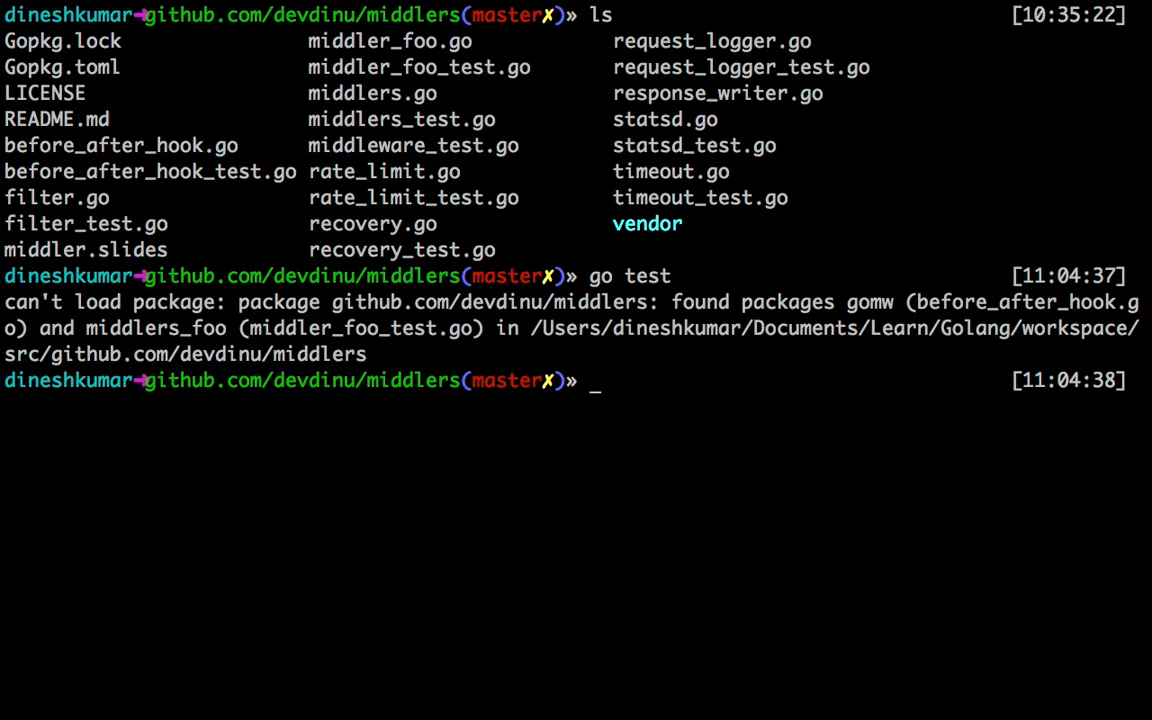 dineshkumar➜github.com/devdinu/middlers(master✗)» ls [10:35:22]
Gopkg.lock middler_foo.go request_logger.go
Gopkg.toml middler_foo_test.go request_logger_test.go
LICENSE middlers.go response_writer.go
README.md middlers_test.go statsd.go
before_after_hook.go middleware_test.go statsd_test.go
before_after_hook_test.go rate_limit.go timeout.go
filter.go rate_limit_test.go timeout_test.go
filter_test.go recovery.go vendor
middler.slides recovery_test.go
dineshkumar➜github.com/devdinu/middlers(master✗)» go test [11:04:37]
can't load package: package github.com/devdinu/middlers: found packages gomw (before_after_hook.g
o) and middlers_foo (middler_foo_test.go) in /Users/dineshkumar/Documents/Learn/Golang/workspace/
src/github.com/devdinu/middlers
dineshkumar➜github.com/devdinu/middlers(master✗)» _ [11:04:38]